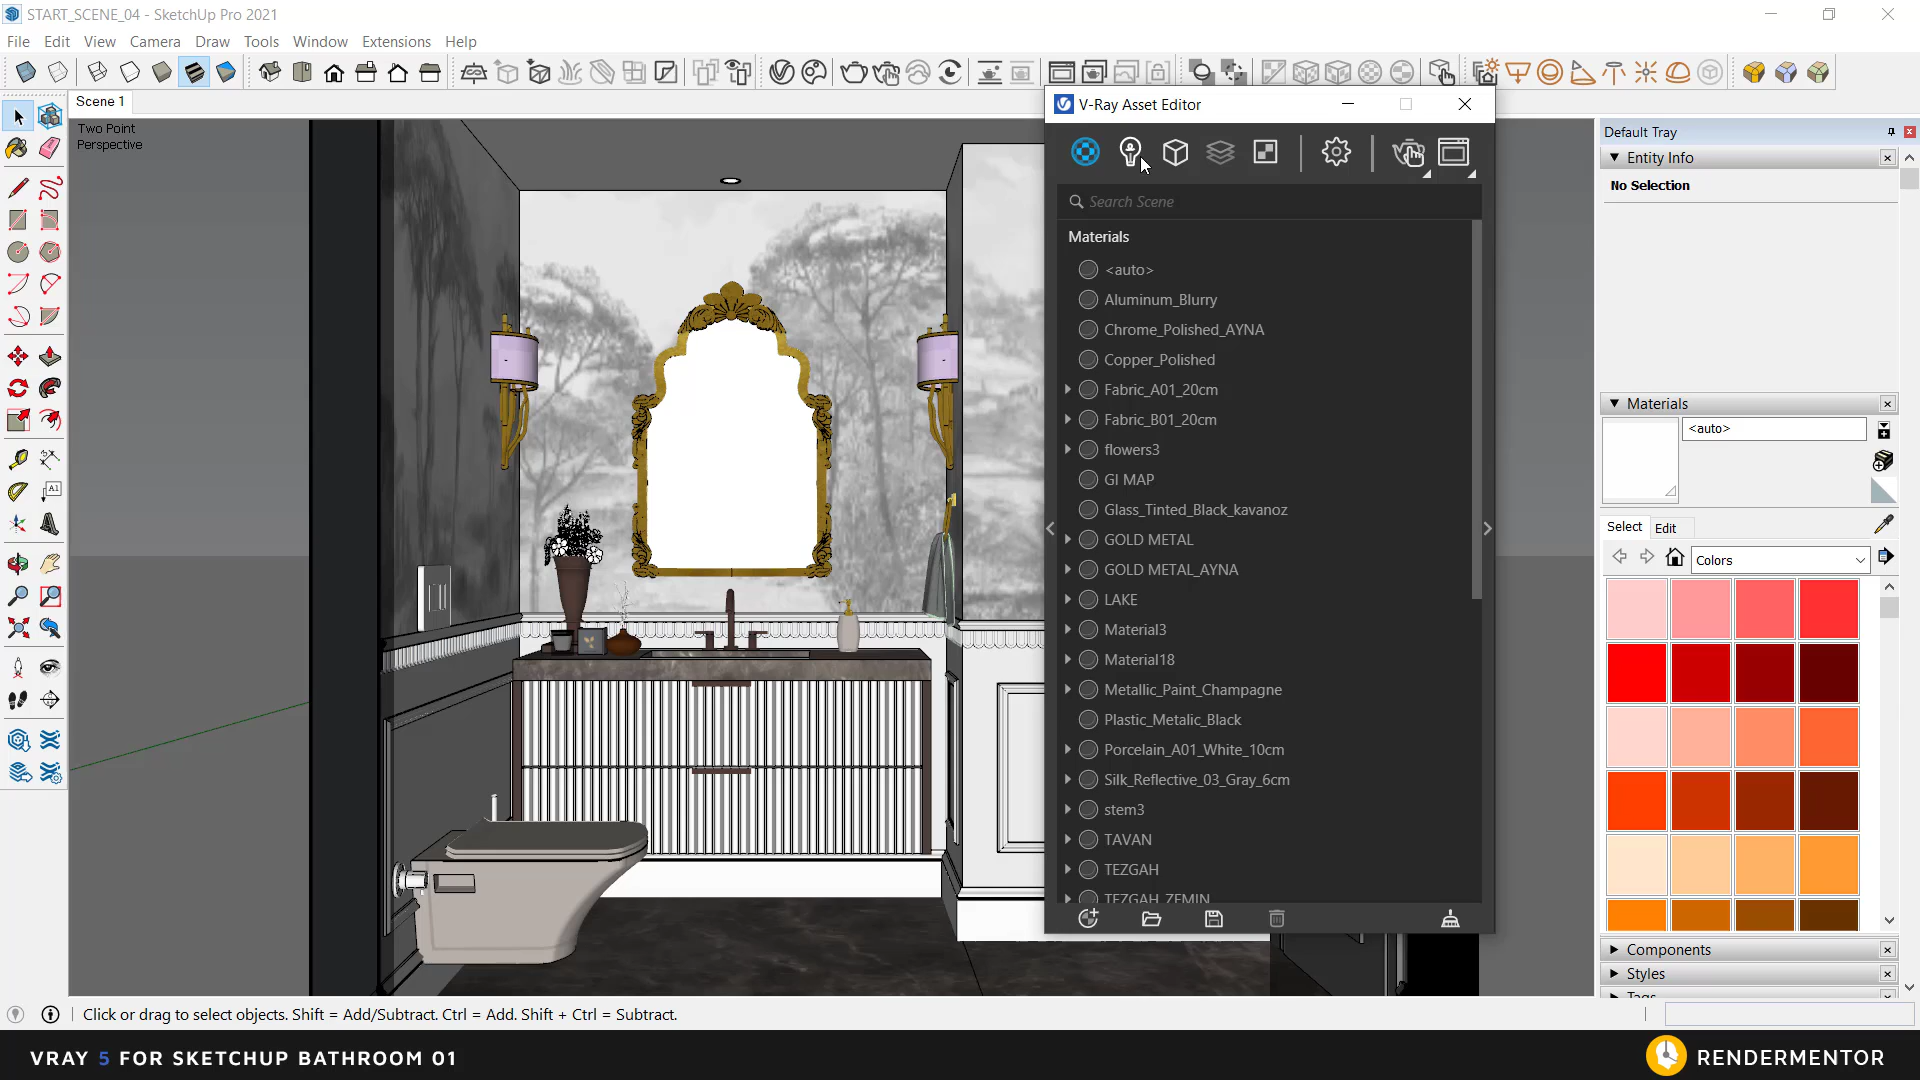 START_SCENE_04 - SketchUp Pro 2021
File Edit View Camera Draw Tools Window Extensions Help
Scene 1
Two Point
Perspective
A1
V-Ray Asset Editor
Search Scene
Materials
<auto>
Aluminum_Blurry
Chrome_Polished_AYNA
Copper_Polished
Fabric_A01_20cm
Fabric_B01_20cm
flowers3
GI MAP
Glass_Tinted_Black_kavanoz
GOLD METAL
GOLD METAL_AYNA
LAKE
Material3
Material18
Metallic_Paint_Champagne
Plastic_Metalic_Black
Porcelain_A01_White_10cm
Silk_Reflective_03_Gray_6cm
stem3
TAVAN
TEZGAH
TEZGAH_ZEMIN
Default Tray
Entity Info
No Selection
Materials
<auto>
Select Edit
Colors
Components
Styles
Tags
Click or drag to select objects. Shift = Add/Subtract. Ctrl = Add. Shift + Ctrl = Subtract.
VRAY 5 FOR SKETCHUP BATHROOM 01
RENDERMENTOR